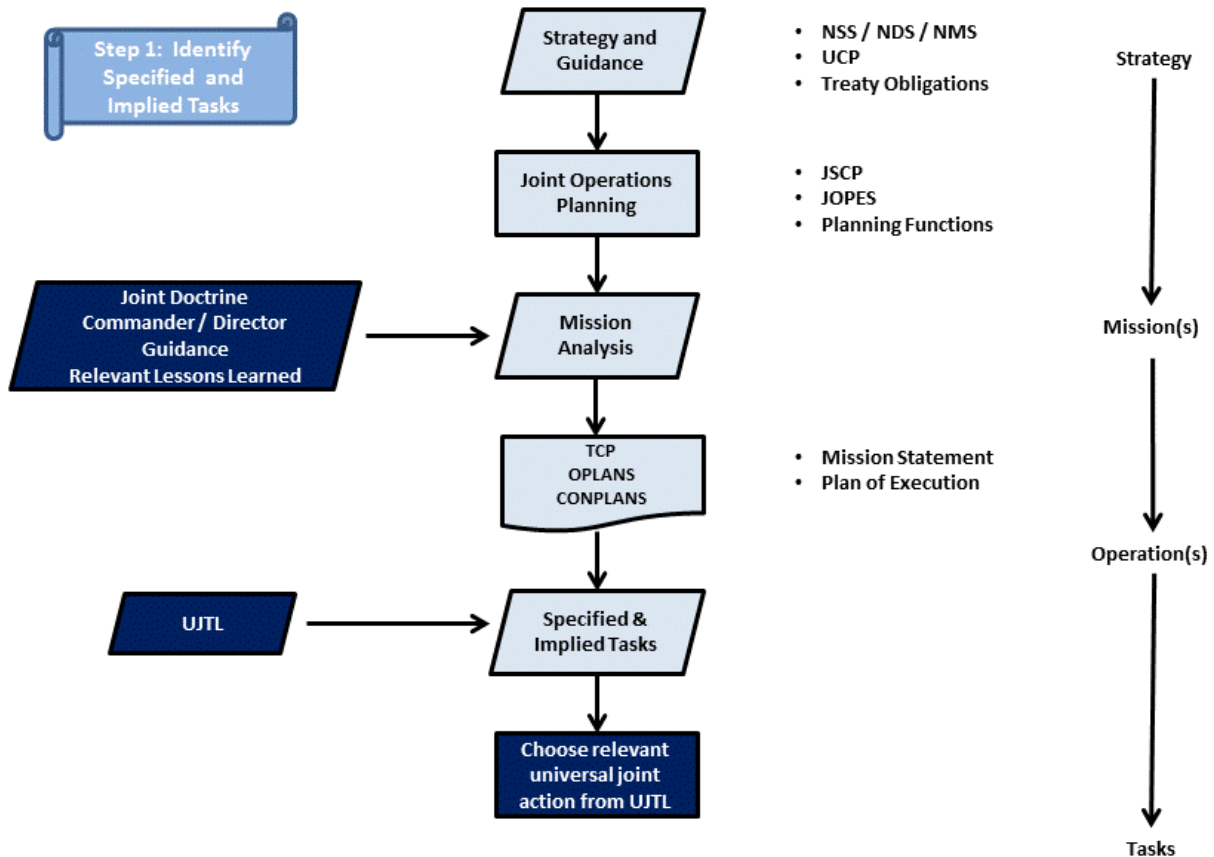 Step 1:  Identify
Specified  and
Implied Tasks
Strategy and
Guidance
• NSS / NDS / NMS
• UCP
• Treaty Obligations
Strategy
Joint Operations
Planning
• JSCP
• JOPES
• Planning Functions
Joint Doctrine
Commander / Director
Guidance
Relevant Lessons Learned
Mission
Analysis
Mission(s)
TCP
OPLANS
CONPLANS
• Mission Statement
• Plan of Execution
Operation(s)
UJTL
Specified &
Implied Tasks
Choose relevant
universal joint
action from UJTL
Tasks